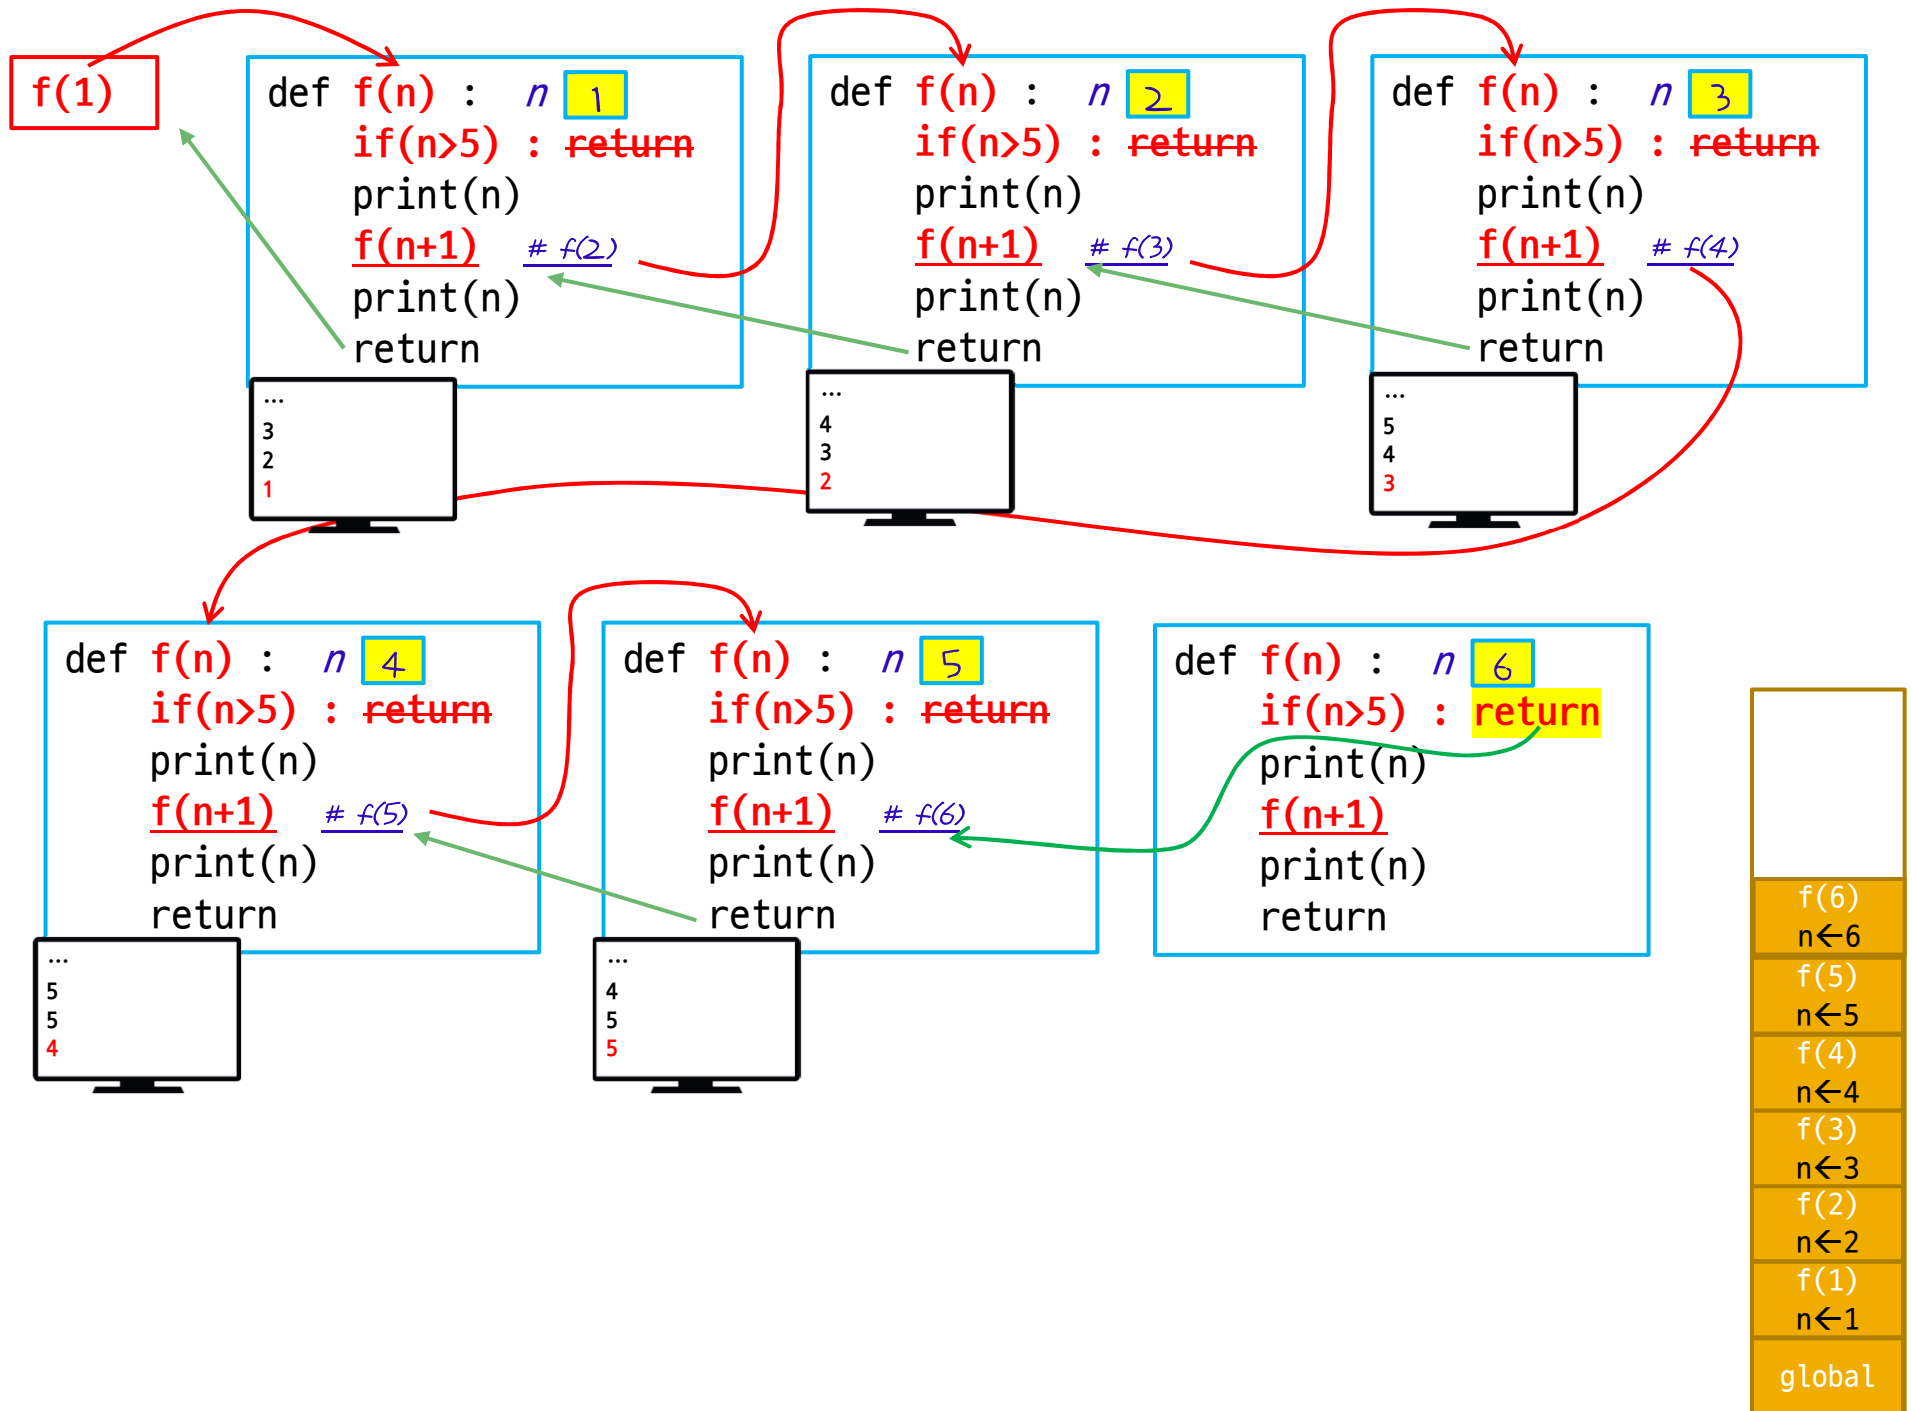 f(1)
def f(n) : n 1
if(n>5) : return
print(n)
f(n+1) # f(2)
print(n)
return
...
3
2
1
def f(n) : n 2
if(n>5) : return
print(n)
f(n+1) # f(3)
print(n)
return
...
4
3
2
def f(n) : n 3
if(n>5) : return
print(n)
f(n+1) # f(4)
print(n)
return
...
5
4
3
def f(n) : n 4
if(n>5) : return
print(n)
f(n+1) # f(5)
print(n)
return
...
5
5
4
def f(n) : n 5
if(n>5) : return
print(n)
f(n+1) # f(6)
print(n)
return
...
4
5
5
def f(n) : n 6
if(n>5) : return
print(n)
f(n+1)
print(n)
return
f(6)
n←6
f(5)
n←5
f(4)
n←4
f(3)
n←3
f(2)
n←2
f(1)
n←1
global